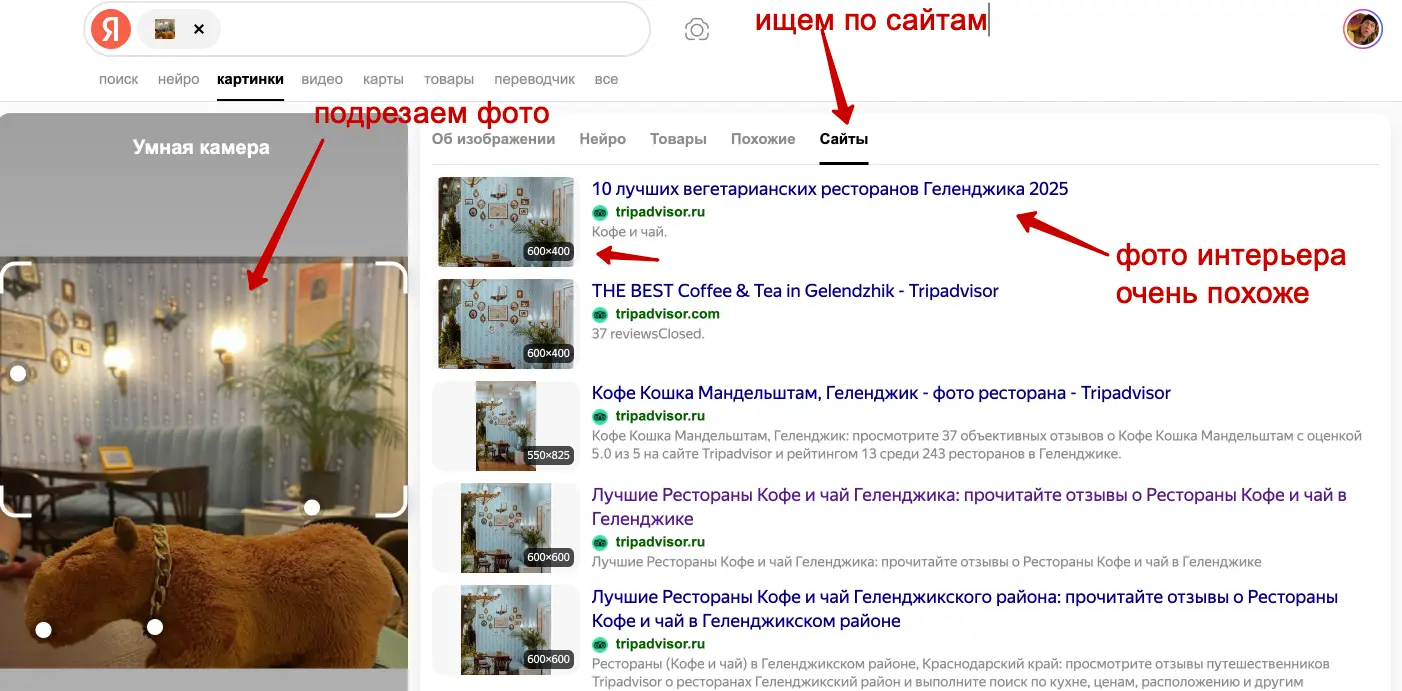 Я
ищем по сайтам
поиск нейро картинки видео карты товары переводчик все
подрезаем фото
Умная камера
Об изображении Нейро Товары Похожие Сайты
10 лучших вегетарианских ресторанов Геленджика 2025
tripadvisor.ru
Кофе и чай.
600×400
фото интерьера
очень похоже
THE BEST Coffee & Tea in Gelendzhik - Tripadvisor
tripadvisor.com
37 reviewsClosed.
600×400
Кофе Кошка Мандельштам, Геленджик - фото ресторана - Tripadvisor
tripadvisor.ru
Кофе Кошка Мандельштам, Геленджик: просмотрите 37 объективных отзывов о Кофе Кошка Мандельштам с оценкой
5.0 из 5 на сайте Tripadvisor и рейтингом 13 среди 243 ресторанов в Геленджике.
550×825
Лучшие Рестораны Кофе и чай Геленджика: прочитайте отзывы о Рестораны Кофе и чай в
Геленджике
tripadvisor.ru
Лучшие Рестораны Кофе и чай Геленджика: прочитайте отзывы о Рестораны Кофе и чай в Геленджике
600×600
Лучшие Рестораны Кофе и чай Геленджикского района: прочитайте отзывы о Рестораны
Кофе и чай в Геленджикском районе
tripadvisor.ru
Рестораны (Кофе и чай) в Геленджикском районе, Краснодарский край: просмотрите отзывы путешественников
Tripadvisor о ресторанах Геленджикский район и выполните поиск по кухне, ценам, расположению и другим
600×600